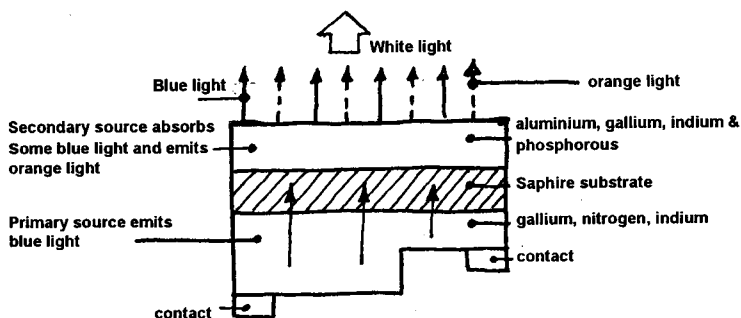 White light
Blue light
orange light
Secondary source absorbs
Some blue light and emits
orange light
aluminium, gallium, indium &
phosphorous
Saphire substrate
Primary source emits
blue light
gallium, nitrogen, indium
contact
contact